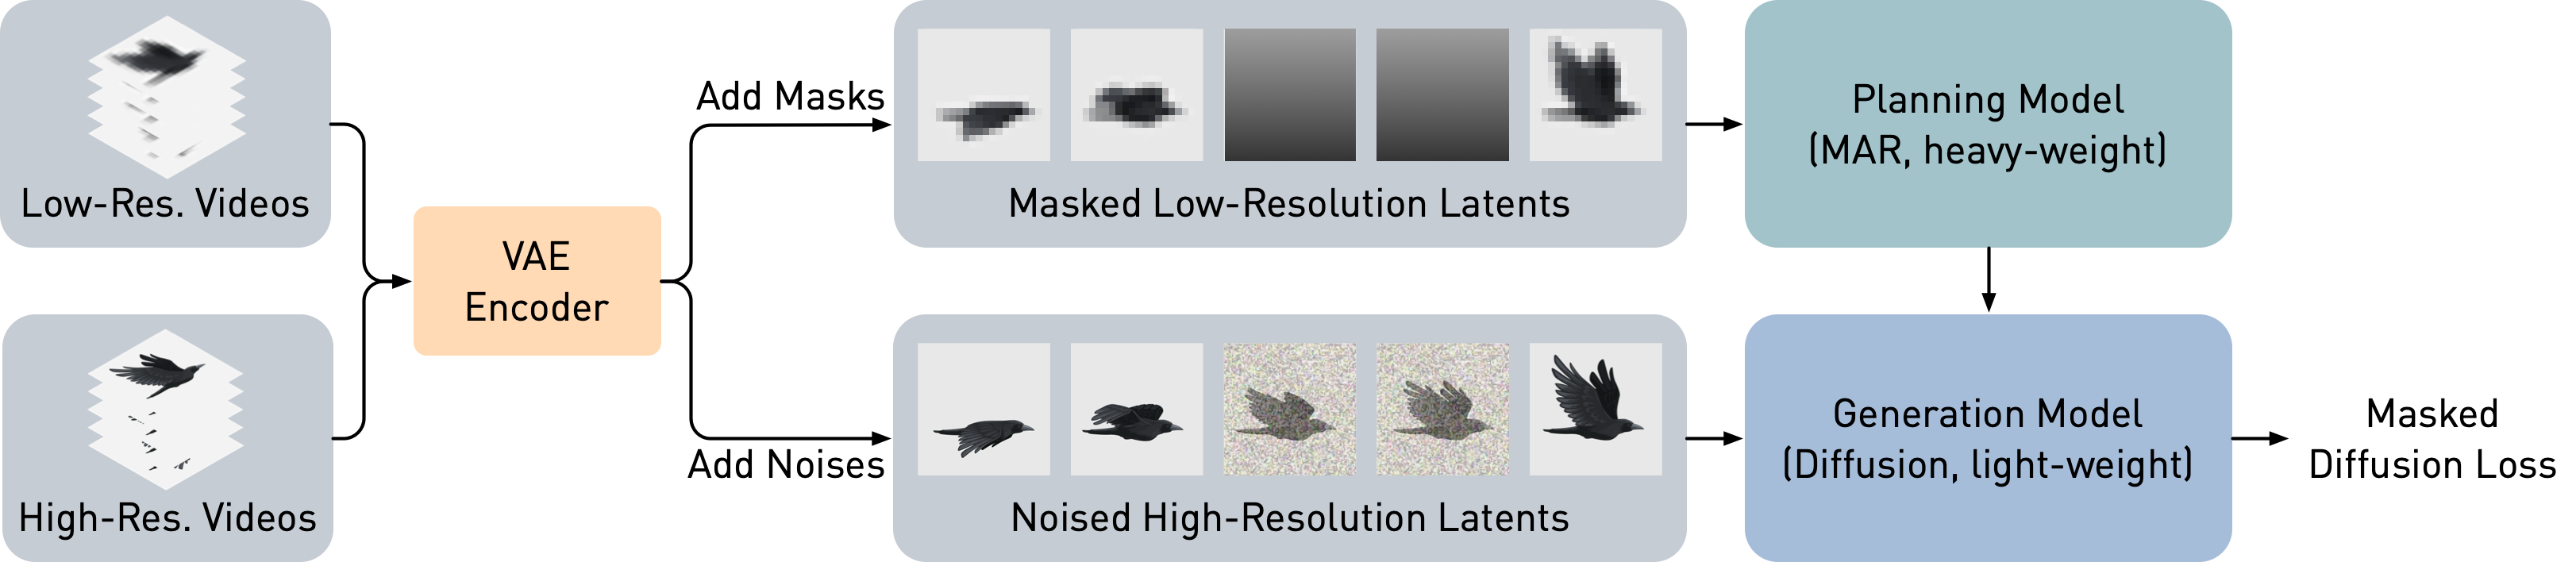 Low-Res. Videos
High-Res. Videos
VAE
Encoder
Add Masks
Add Noises
Masked Low-Resolution Latents
Noised High-Resolution Latents
Planning Model
(MAR, heavy-weight)
Generation Model
(Diffusion, light-weight)
Masked
Diffusion Loss